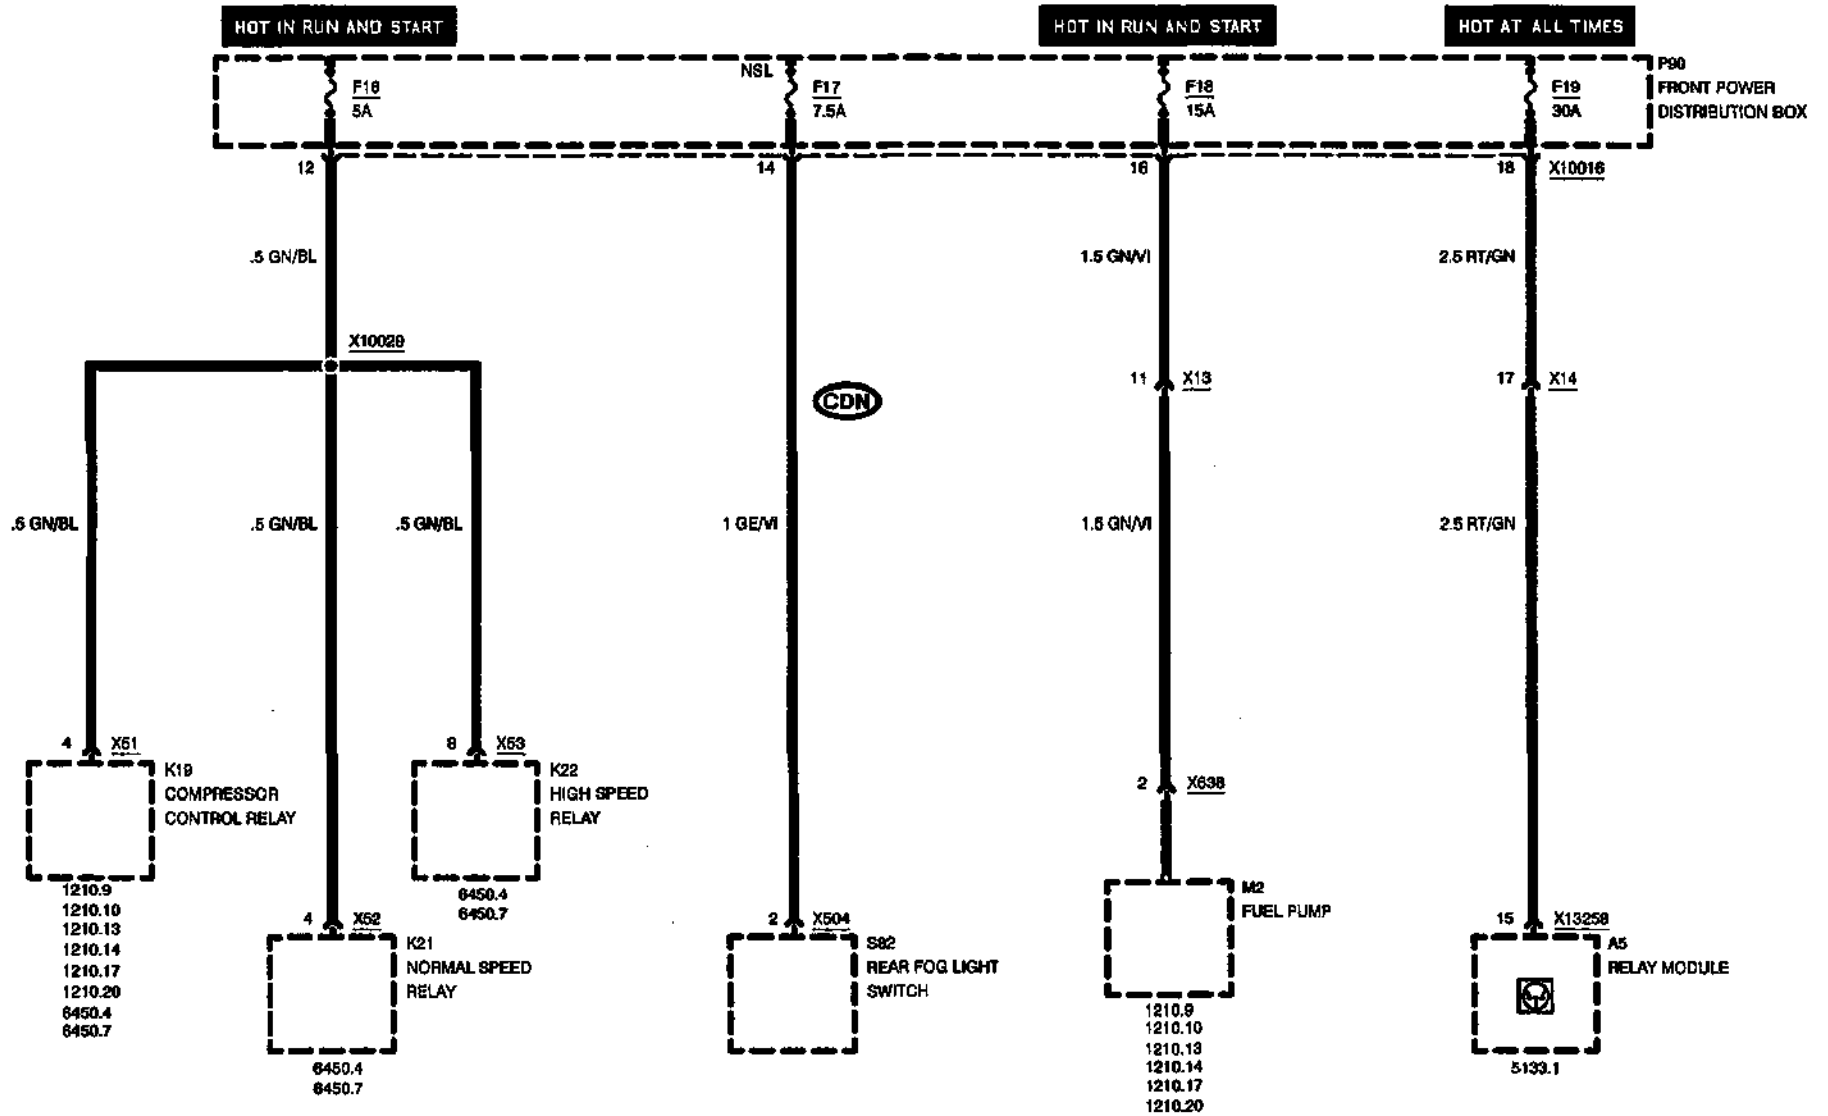 HOT IN RUN AND START
HOT IN RUN AND START
HOT AT ALL TIMES
NSL
F16
5A
F17
7.5A
F18
15A
F19
30A
P90
FRONT POWER
DISTRIBUTION BOX
12
14
16
18
X10016
.5 GN/BL
1.5 GN/VI
2.5 RT/GN
X10029
11
X13
17
X14
CDN
.5 GN/BL
.5 GN/BL
.5 GN/BL
1 GE/VI
1.5 GN/VI
2.5 RT/GN
4
X51
8
X53
K19
COMPRESSOR
CONTROL RELAY
K22
HIGH SPEED
RELAY
2
X638
1210.9
1210.10
1210.13
1210.14
1210.17
1210.20
6450.4
6450.7
6450.4
6450.7
M2
FUEL PUMP
4
X52
2
X504
15
X13258
K21
NORMAL SPEED
RELAY
S82
REAR FOG LIGHT
SWITCH
A5
RELAY MODULE
6450.4
6450.7
1210.9
1210.10
1210.13
1210.14
1210.17
1210.20
5133.1